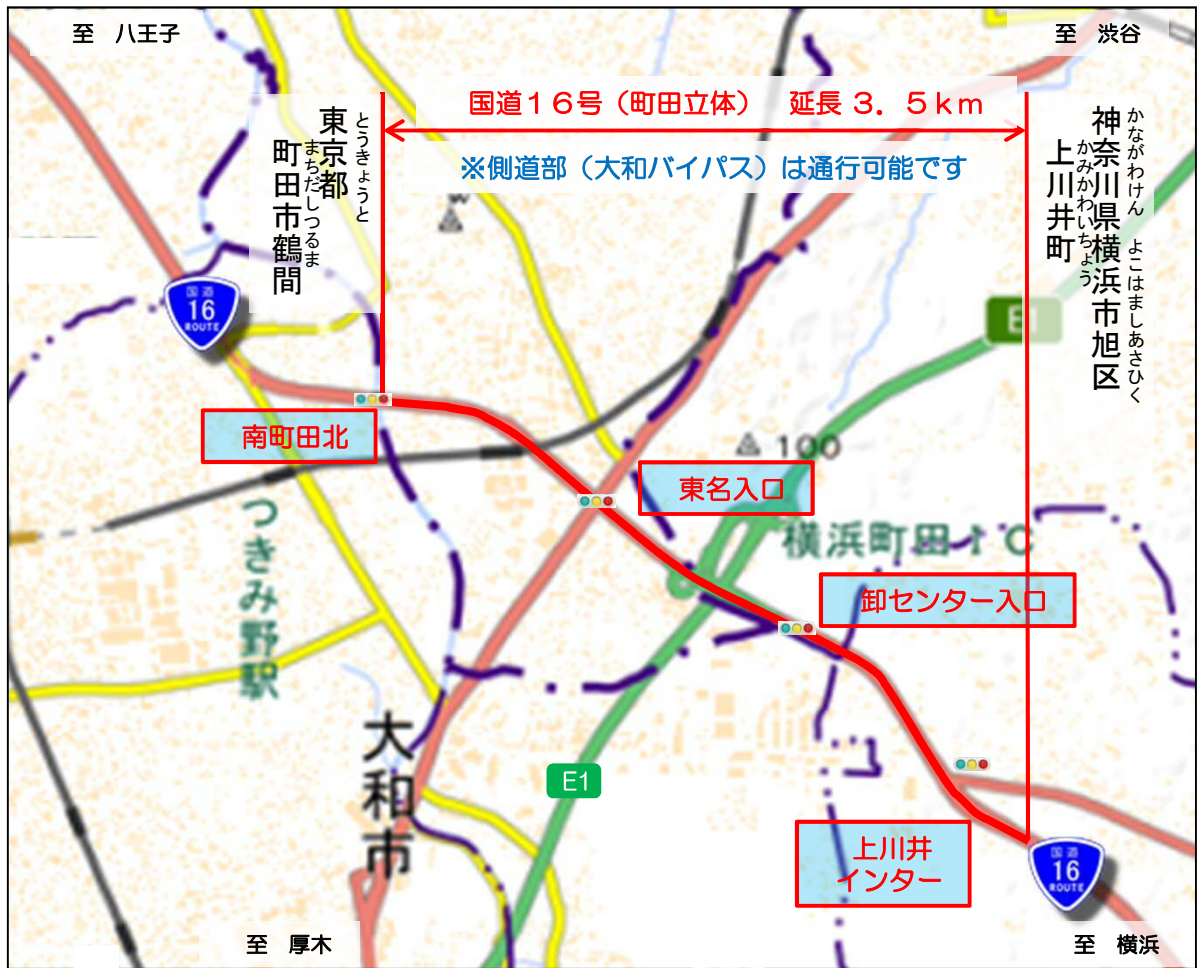 至 八王子
至 渋谷
国道16号（町田立体） 延長 3．5ｋｍ
※側道部（大和バイパス）は通行可能です
とうきょうと
東京都
まちだしつるま
町田市鶴間
かながわけん よこはましあさひく
神奈川県横浜市旭区
かみかわいちょう
上川井町
国道
16
ROUTE
E1
南町田北
100
東名入口
横浜町田IC
つきみ野駅
卸センター入口
大和市
E1
上川井
インター
国道
16
ROUTE
至 厚木
至 横浜